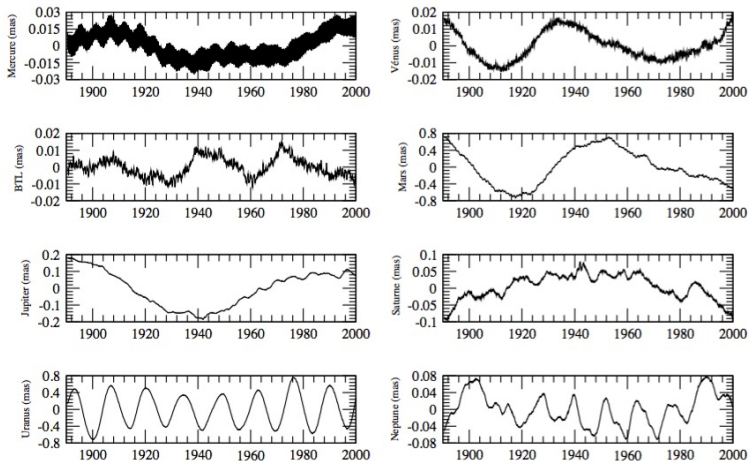 Mercure (mas)
0.03
0.015
0
-0.015
-0.03
1900 1920 1940 1960 1980 2000
Vénus (mas)
0.02
0.01
0
-0.01
-0.02
1900 1920 1940 1960 1980 2000
BTL (mas)
0.02
0.01
0
-0.01
-0.02
1900 1920 1940 1960 1980 2000
Mars (mas)
0.8
0.4
0
-0.4
-0.8
1900 1920 1940 1960 1980 2000
Jupiter (mas)
0.2
0.1
0
-0.1
-0.2
1900 1920 1940 1960 1980 2000
Saturne (mas)
0.1
0.05
0
-0.05
-0.1
1900 1920 1940 1960 1980 2000
Uranus (mas)
0.8
0.4
0
-0.4
-0.8
1900 1920 1940 1960 1980 2000
Neptune (mas)
0.08
0.04
0
-0.04
-0.08
1900 1920 1940 1960 1980 2000